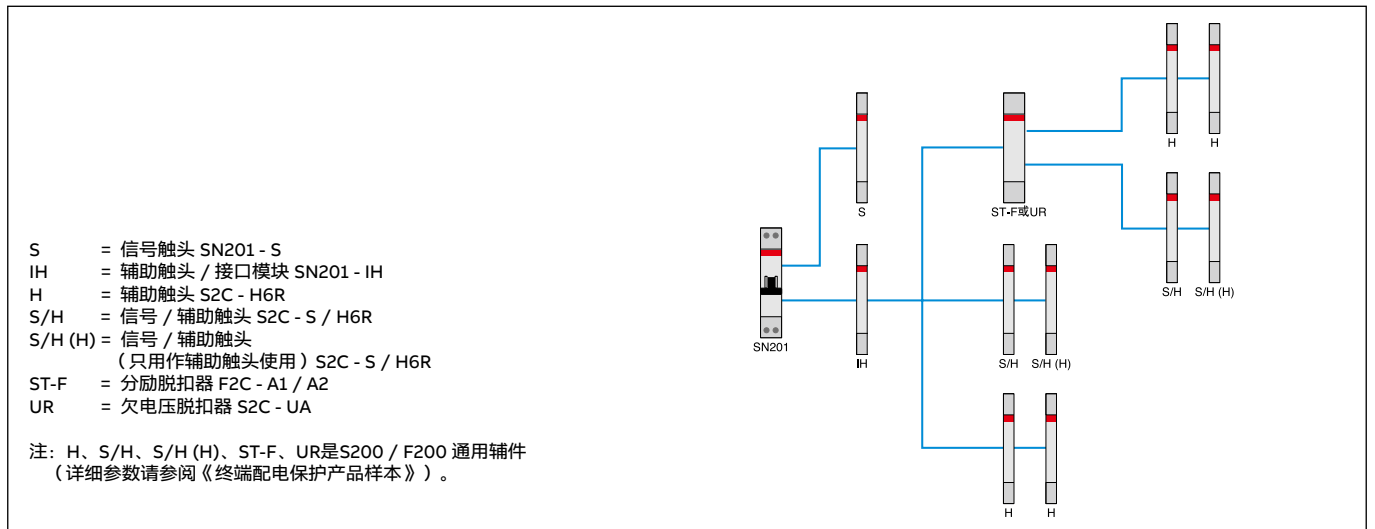 S = 信号触头 SN201 - S
IH = 辅助触头 / 接口模块 SN201 - IH
H = 辅助触头 S2C - H6R
S/H = 信号 / 辅助触头 S2C - S / H6R
S/H (H) = 信号 / 辅助触头
（只用作辅助触头使用）S2C - S / H6R
ST-F = 分励脱扣器 F2C - A1 / A2
UR = 欠电压脱扣器 S2C - UA
注：H、S/H、S/H (H)、ST-F、UR是S200 / F200 通用辅件
（详细参数请参阅《终端配电保护产品样本》）。
H H
S ST-F或UR
S/H S/H (H)
SN201 IH S/H S/H (H)
H H